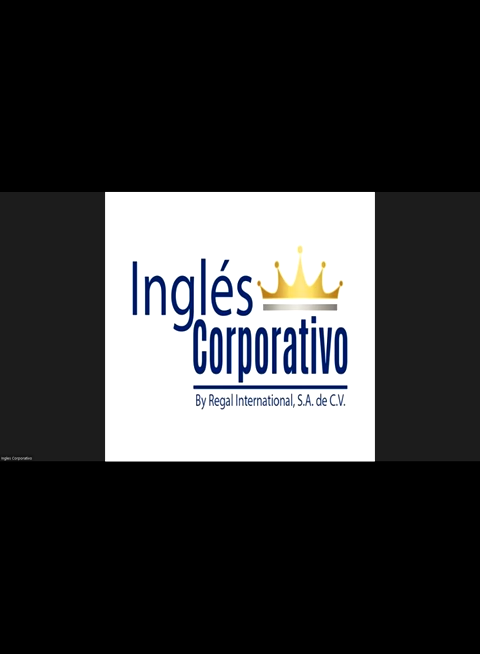 Inglés
Corporativo
By Regal International, S.A. de C.V.
Inglés Corporativo